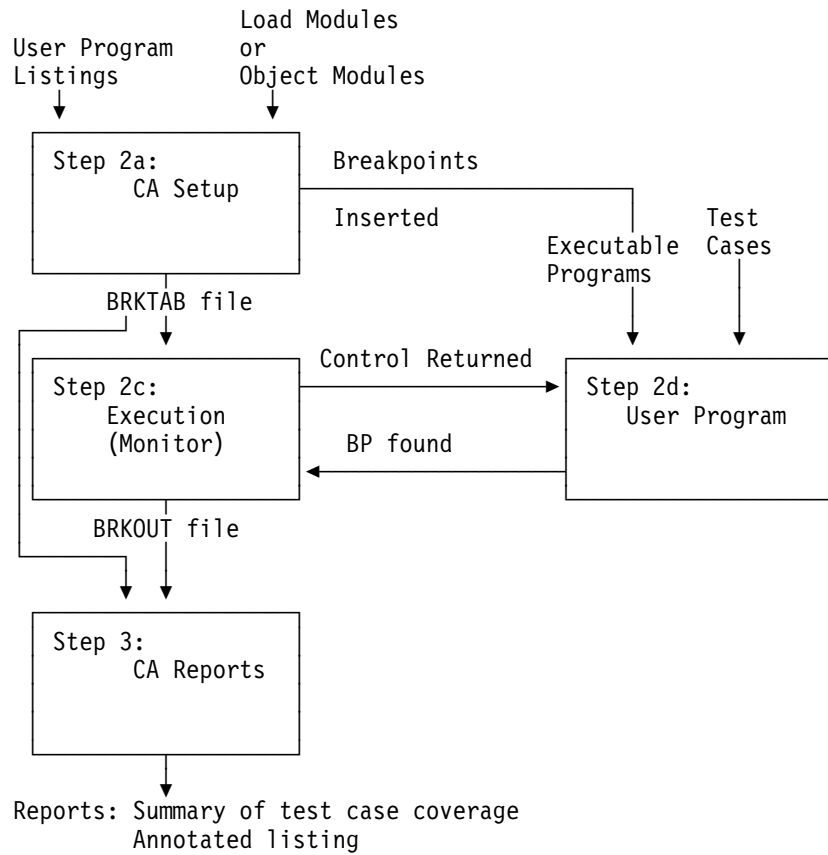 User Program
Listings
Load Modules
or
Object Modules
Step 2a:
CA Setup
Breakpoints
Inserted
Executable
Programs
Test
Cases
BRKTAB file
Step 2c:
Execution
(Monitor)
Control Returned
BP found
Step 2d:
User Program
BRKOUT file
Step 3:
CA Reports
Reports: Summary of test case coverage
Annotated listing